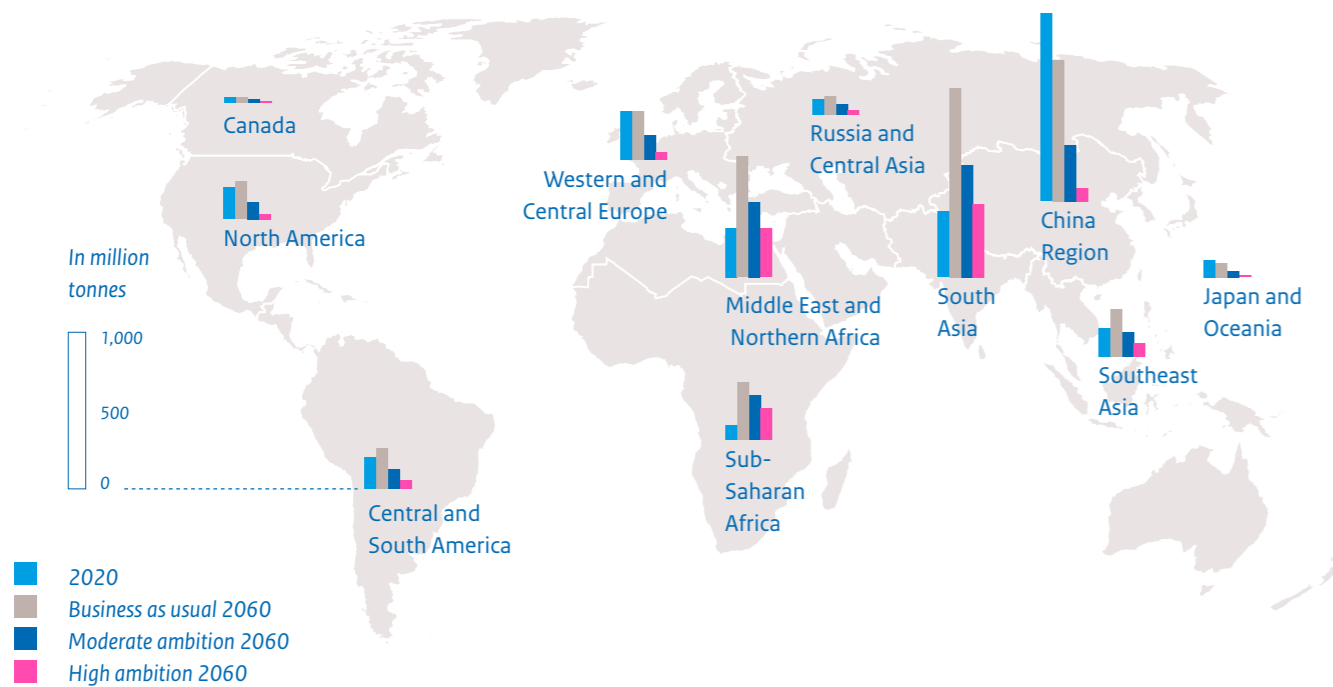 Canada
North America
Western and
Central Europe
Russia and
Central Asia
China
Region
Middle East and
Northern Africa
South
Asia
Japan and
Oceania
Southeast
Asia
Sub-
Saharan
Africa
Central and
South America
In million
tonnes
1,000
500
0
2020
Business as usual 2060
Moderate ambition 2060
High ambition 2060